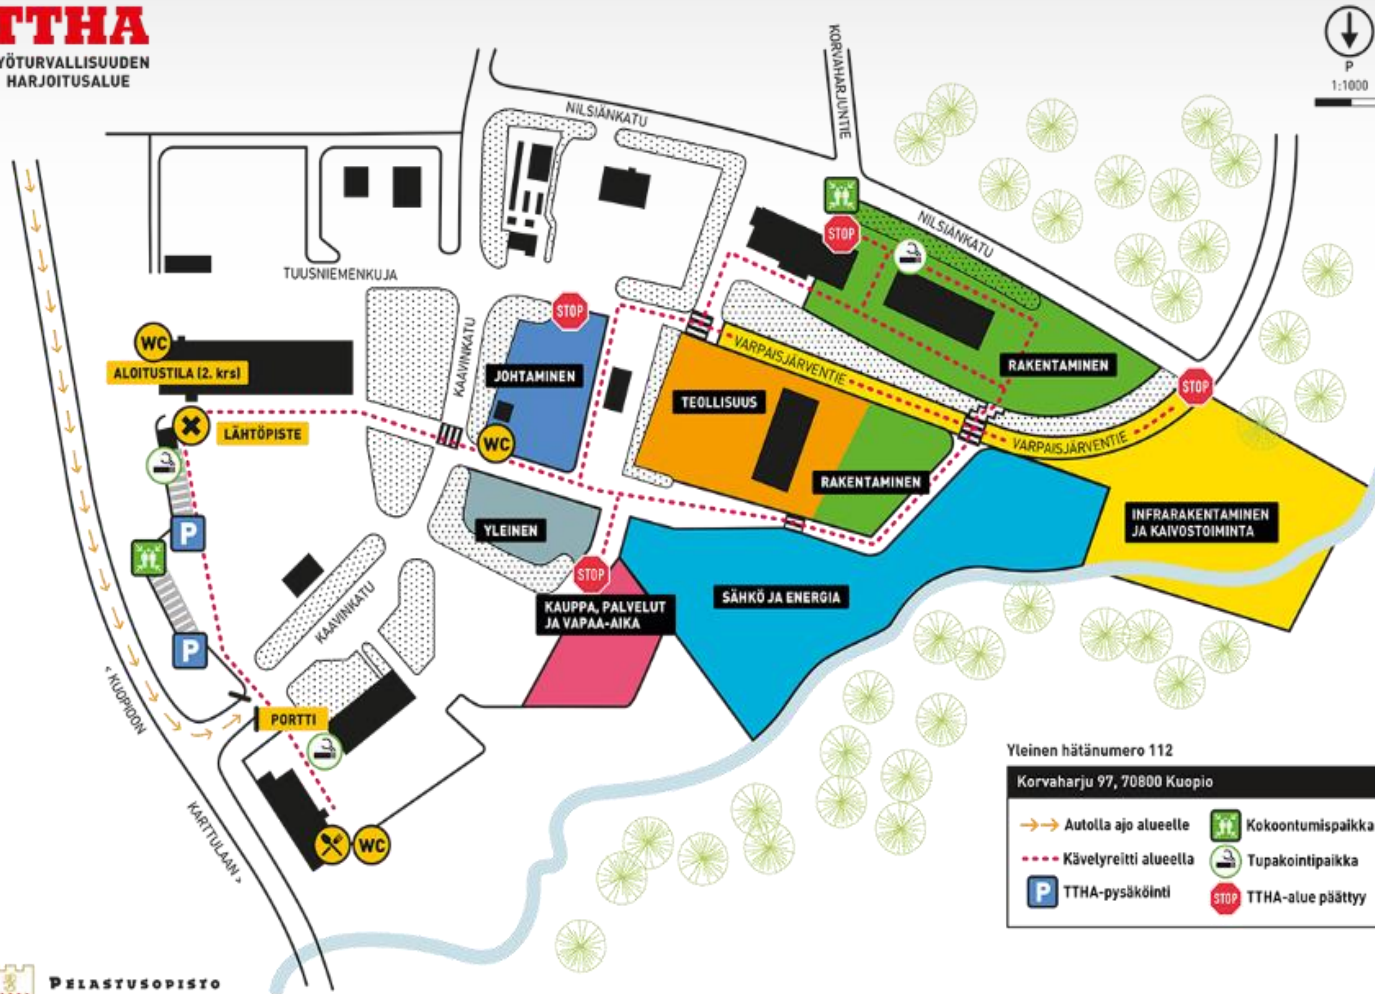 TTHA
YÖTURVALLISUUDEN
HARJOITUSALUE
P
1:1000
KORVAHARJUNTIE
NILSIÄNKATU
NILSIÄNKATU
STOP
TUUSNIEMENKUJA
STOP
KAAVINKATU
WC
ALOITUSTILA (2. krs)
JOHTAMINEN
VARPAISJÄRVENTIE
RAKENTAMINEN
STOP
TEOLLISUUS
LÄHTÖPISTE
WC
VARPAISJÄRVENTIE
RAKENTAMINEN
INFRARAKENTAMINEN
JA KAIVOSTOIMINTA
P
YLEINEN
STOP
KAUPPA, PALVELUT
JA VAPAA-AIKA
SÄHKÖ JA ENERGIA
KAAVINKATU
P
< KUOPIOON
PORTTI
KARTTULAAN >
WC
Yleinen hätänumero 112
Korvaharju 97, 70800 Kuopio
Autolla ajo alueelle
Kokoontumispaikka
Kävelyreitti alueella
Tupakointipaikka
P TTHA-pysäköinti
STOP TTHA-alue päättyy
PELASTUSOPISTO